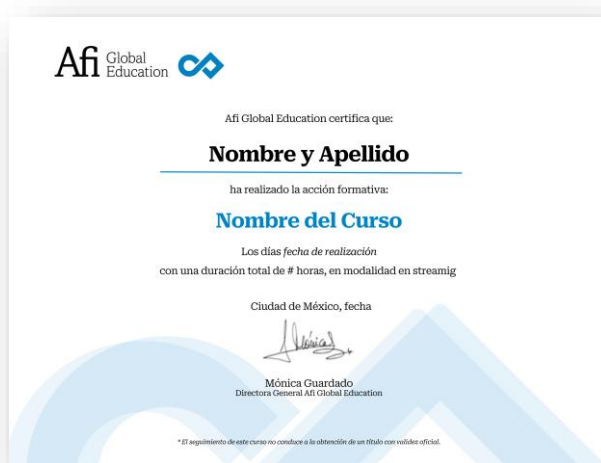 Afi Global
Education
Afi Global Education certifica que:
Nombre y Apellido
ha realizado la acción formativa:
Nombre del Curso
Los días fecha de realización
con una duración total de # horas, en modalidad en streamig
Ciudad de México, fecha
Mónica
Mónica Guardado
Directora General Afi Global Education
* El seguimiento de este curso no conduce a la obtención de un título con validez oficial.